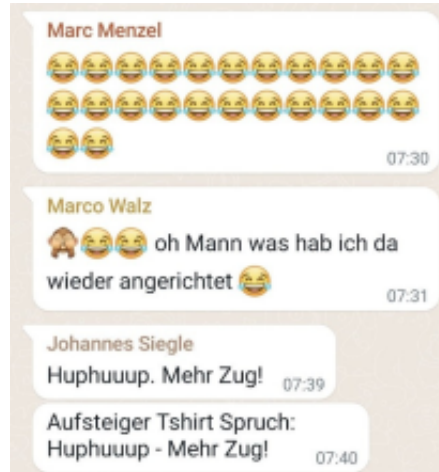 Marc Menzel
😂😂😂😂😂😂😂😂😂😂😂
😂😂😂😂😂😂😂😂😂😂😂
😂😂
07:30
Marco Walz
🙈😂😂 oh Mann was hab ich da
wieder angerichtet 😂
07:31
Johannes Siegle
Huphuuup. Mehr Zug! 07:39
Aufsteiger Tshirt Spruch:
Huphuuup - Mehr Zug! 07:40